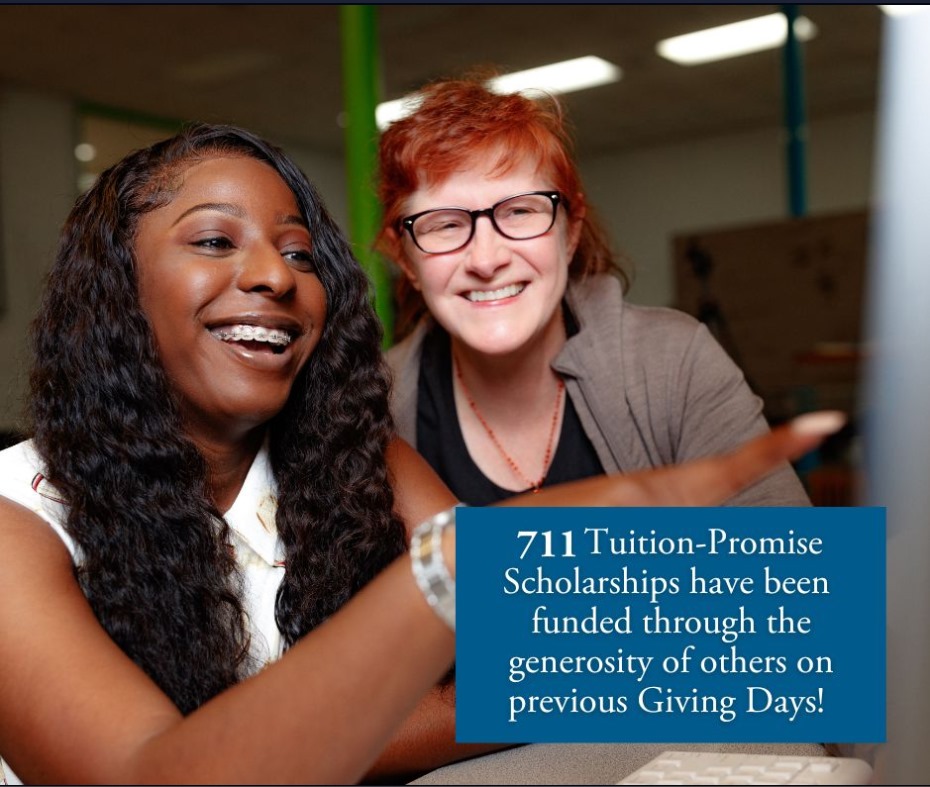 711 Tuition-Promise
Scholarships have been
funded through the
generosity of others on
previous Giving Days!